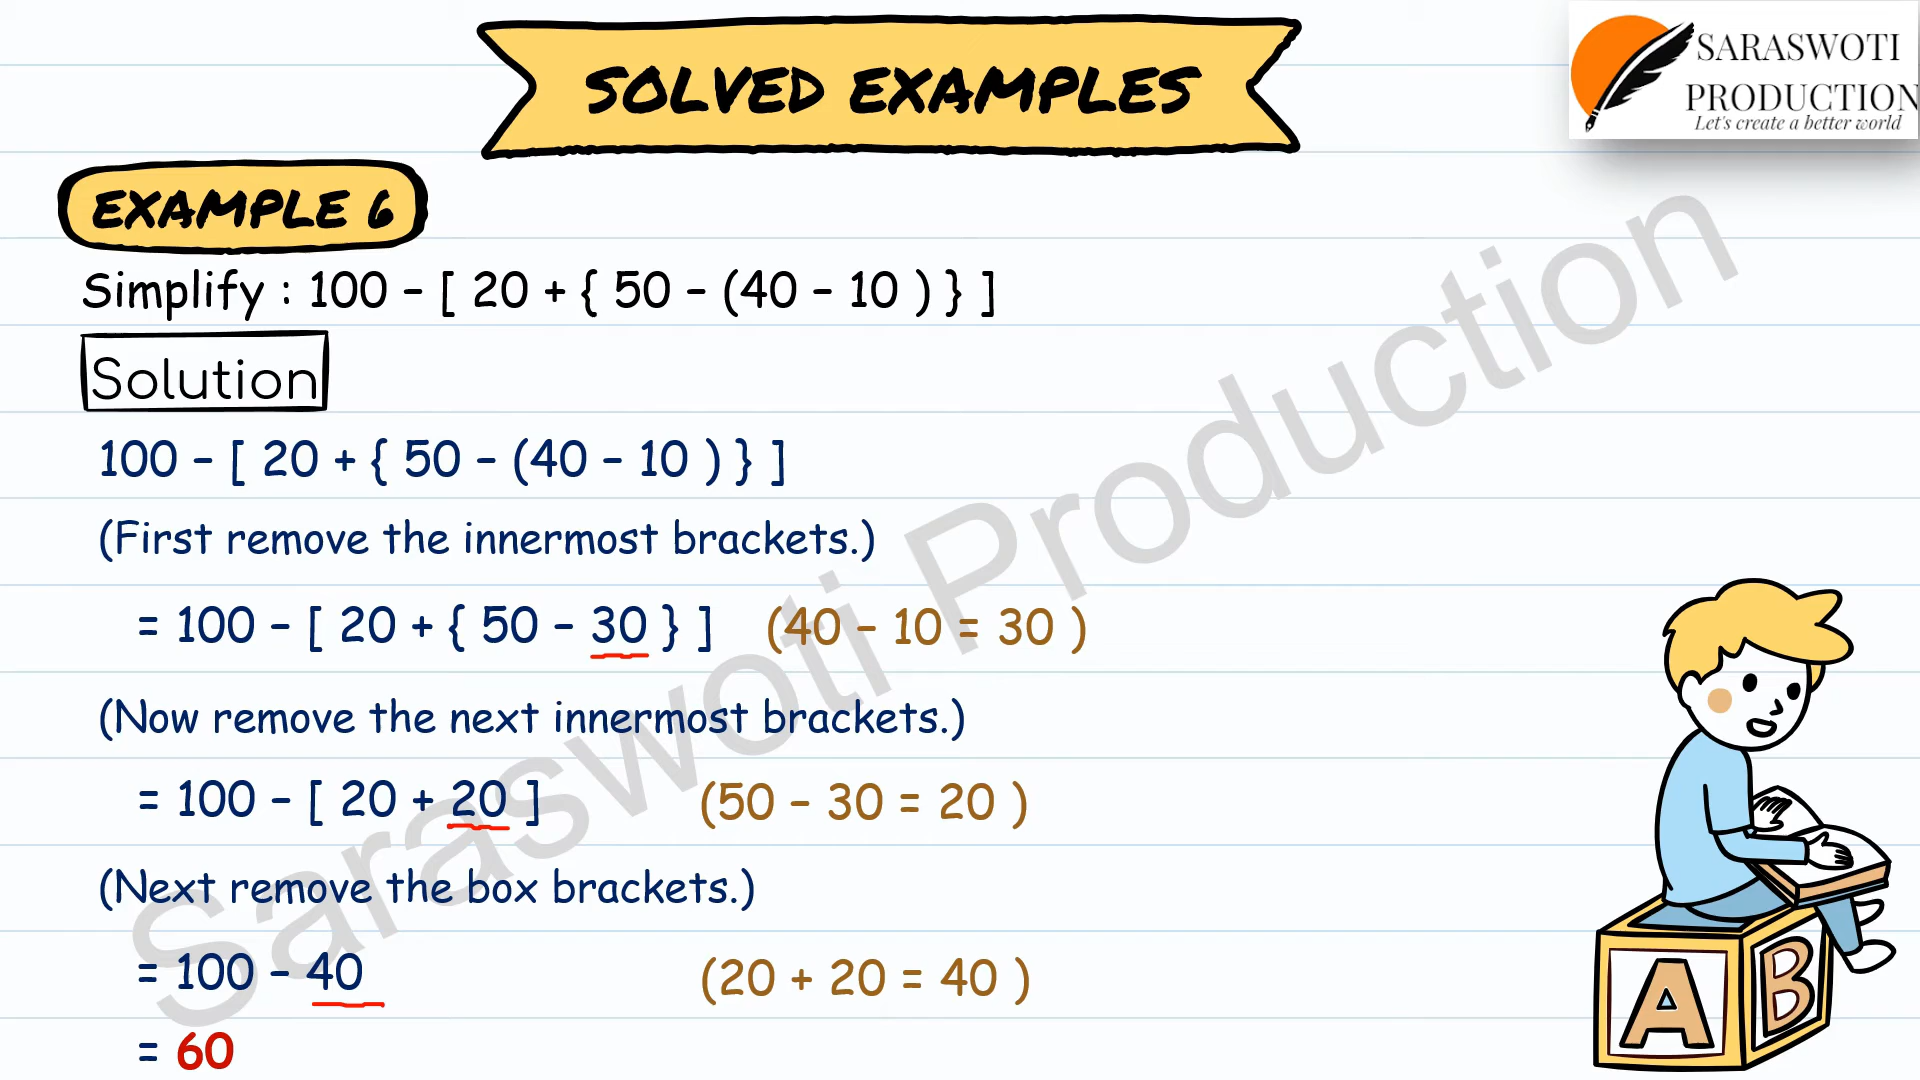 SOLVED EXAMPLES
SARASWOTI
PRODUCTION
Let's create a better world
EXAMPLE 6
Simplify : 100 – [ 20 + { 50 – (40 – 10 ) } ]
Solution
100 – [ 20 + { 50 – (40 – 10 ) } ]
(First remove the innermost brackets.)
= 100 – [ 20 + { 50 – 30 } ] (40 – 10 = 30 )
(Now remove the next innermost brackets.)
= 100 – [ 20 + 20 ] (50 – 30 = 20 )
(Next remove the box brackets.)
= 100 – 40 (20 + 20 = 40 )
= 60
Saraswoti Production
A B